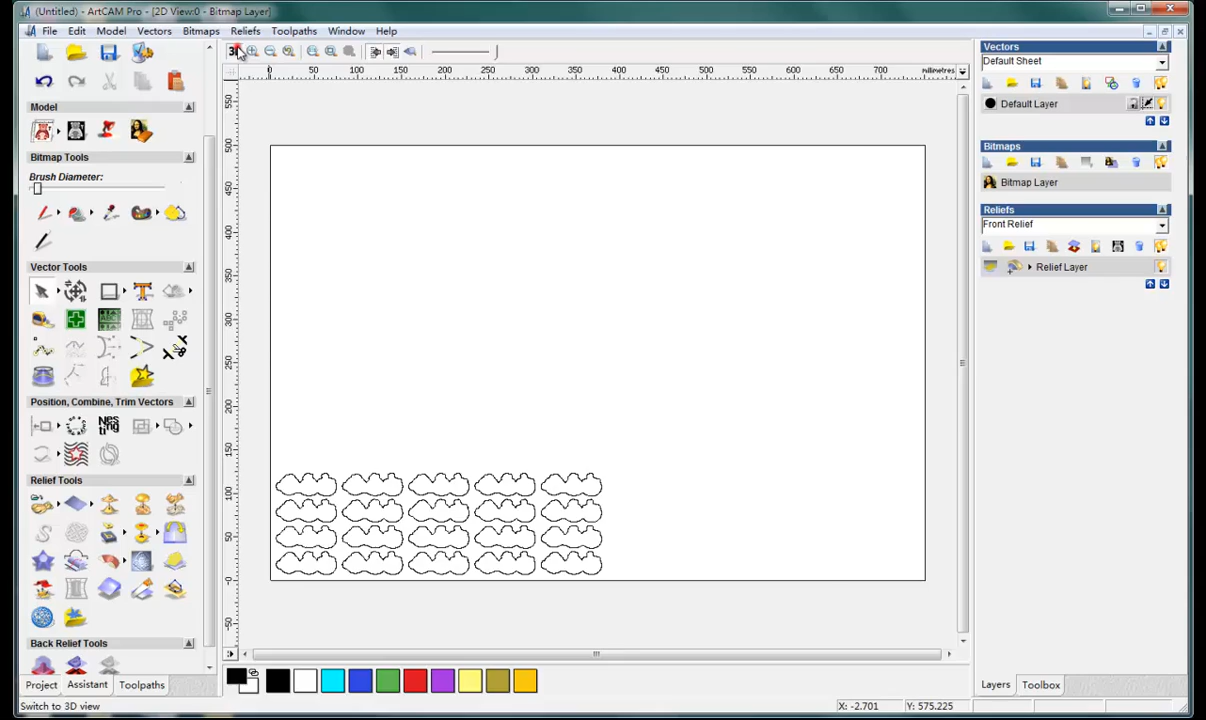 (Untitled) - ArtCAM Pro - [2D View:0 - Bitmap Layer]
File Edit Model Vectors Bitmaps Reliefs Toolpaths Window Help
0 50 100 150 200 250 300 350 400 450 500 550 600 650 700 millimetres
Model
Bitmap Tools
Brush Diameter:
Vector Tools
Position, Combine, Trim Vectors
Nes
ting
Relief Tools
Back Relief Tools
Project Assistant Toolpaths
Switch to 3D view
550
500
450
400
350
300
250
200
150
100
50
0
-50
Vectors
Default Sheet
Default Layer
Bitmaps
Bitmap Layer
Reliefs
Front Relief
Relief Layer
Layers Toolbox
X: -2.701 Y: 575.225